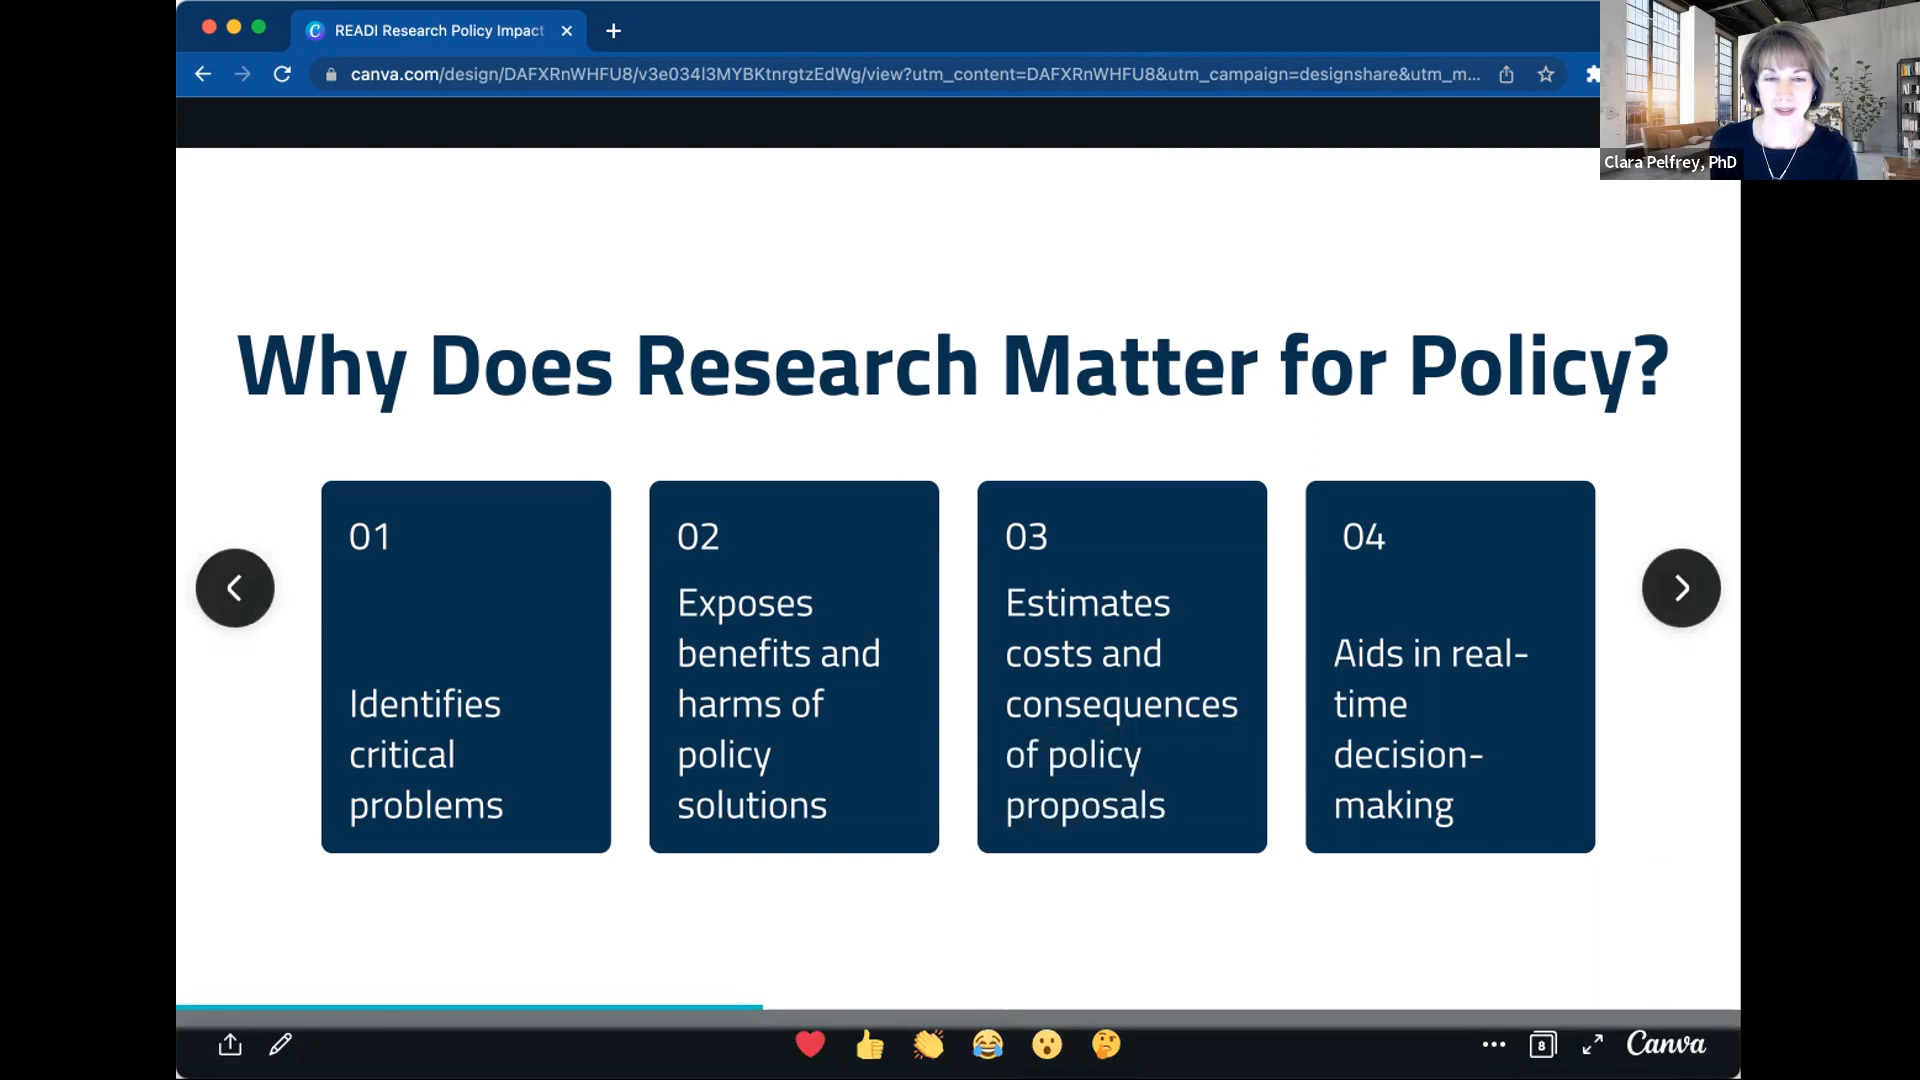 READI Research Policy Impact
canva.com/design/DAFXRnWHFU8/v3e034l3MYBKtnrgtzEdWg/view?utm_content=DAFXRnWHFU8&utm_campaign=designshare&utm_m...
Clara Pelfrey, PhD
Why Does Research Matter for Policy?
01
Identifies
critical
problems
02
Exposes
benefits and
harms of
policy
solutions
03
Estimates
costs and
consequences
of policy
proposals
04
Aids in real-
time
decision-
making
8
Canva